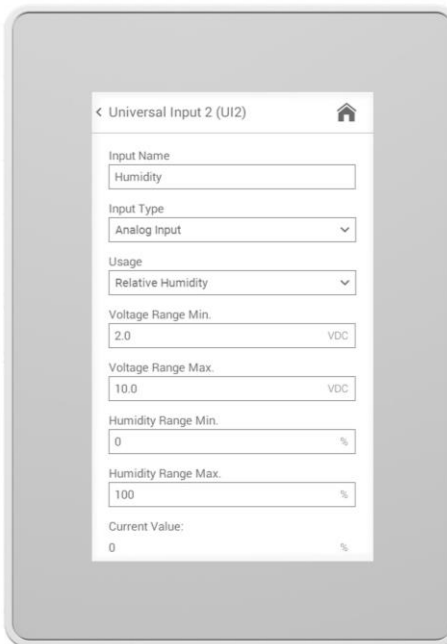 Universal Input 2 (UI2)
Input Name
Humidity
Input Type
Analog Input
Usage
Relative Humidity
Voltage Range Min.
2.0 VDC
Voltage Range Max.
10.0 VDC
Humidity Range Min.
0 %
Humidity Range Max.
100 %
Current Value:
0 %